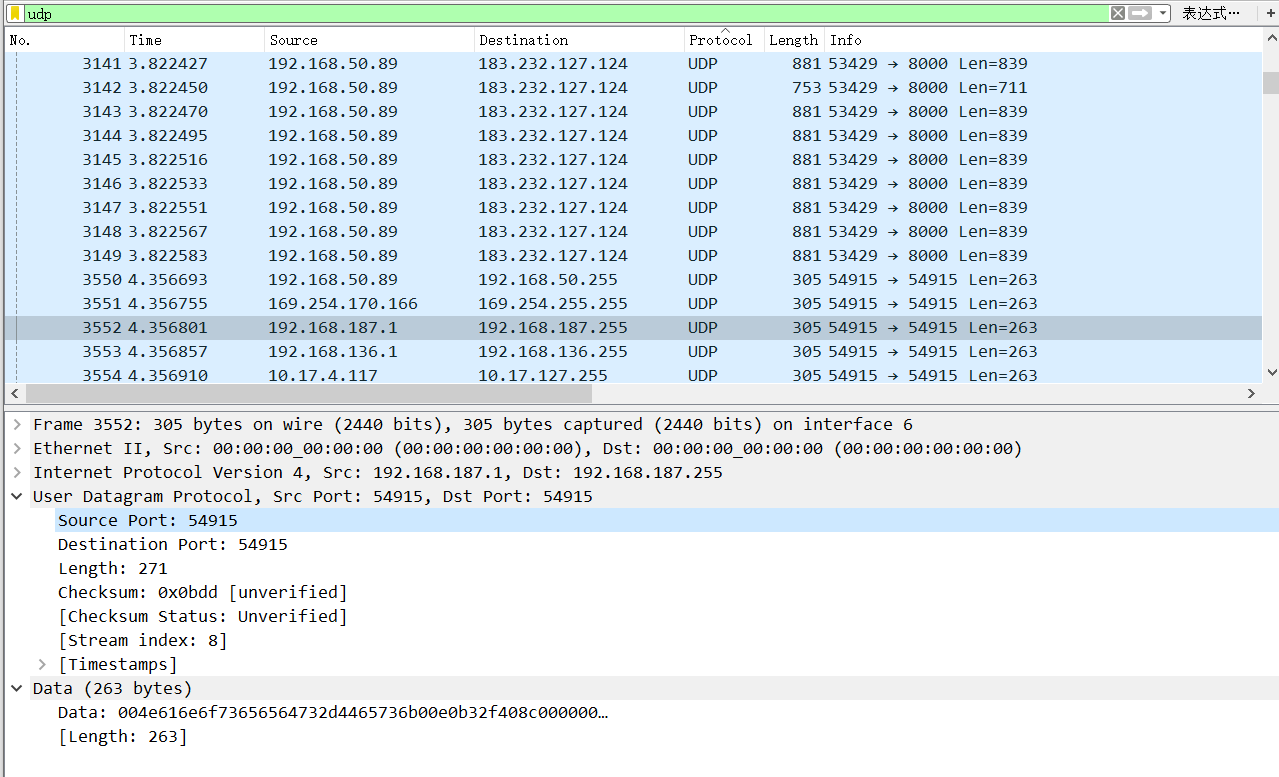 udp 表达式… +
No. Time Source Destination Protocol Length Info
3141 3.822427 192.168.50.89 183.232.127.124 UDP 881 53429 → 8000 Len=839
3142 3.822450 192.168.50.89 183.232.127.124 UDP 753 53429 → 8000 Len=711
3143 3.822470 192.168.50.89 183.232.127.124 UDP 881 53429 → 8000 Len=839
3144 3.822495 192.168.50.89 183.232.127.124 UDP 881 53429 → 8000 Len=839
3145 3.822516 192.168.50.89 183.232.127.124 UDP 881 53429 → 8000 Len=839
3146 3.822533 192.168.50.89 183.232.127.124 UDP 881 53429 → 8000 Len=839
3147 3.822551 192.168.50.89 183.232.127.124 UDP 881 53429 → 8000 Len=839
3148 3.822567 192.168.50.89 183.232.127.124 UDP 881 53429 → 8000 Len=839
3149 3.822583 192.168.50.89 183.232.127.124 UDP 881 53429 → 8000 Len=839
3550 4.356693 192.168.50.89 192.168.50.255 UDP 305 54915 → 54915 Len=263
3551 4.356755 169.254.170.166 169.254.255.255 UDP 305 54915 → 54915 Len=263
3552 4.356801 192.168.187.1 192.168.187.255 UDP 305 54915 → 54915 Len=263
3553 4.356857 192.168.136.1 192.168.136.255 UDP 305 54915 → 54915 Len=263
3554 4.356910 10.17.4.117 10.17.127.255 UDP 305 54915 → 54915 Len=263
Frame 3552: 305 bytes on wire (2440 bits), 305 bytes captured (2440 bits) on interface 6
Ethernet II, Src: 00:00:00_00:00:00 (00:00:00:00:00:00), Dst: 00:00:00_00:00:00 (00:00:00:00:00:00)
Internet Protocol Version 4, Src: 192.168.187.1, Dst: 192.168.187.255
User Datagram Protocol, Src Port: 54915, Dst Port: 54915
Source Port: 54915
Destination Port: 54915
Length: 271
Checksum: 0x0bdd [unverified]
[Checksum Status: Unverified]
[Stream index: 8]
[Timestamps]
Data (263 bytes)
Data: 004e616e6f73656564732d4465736b00e0b32f408c000000…
[Length: 263]